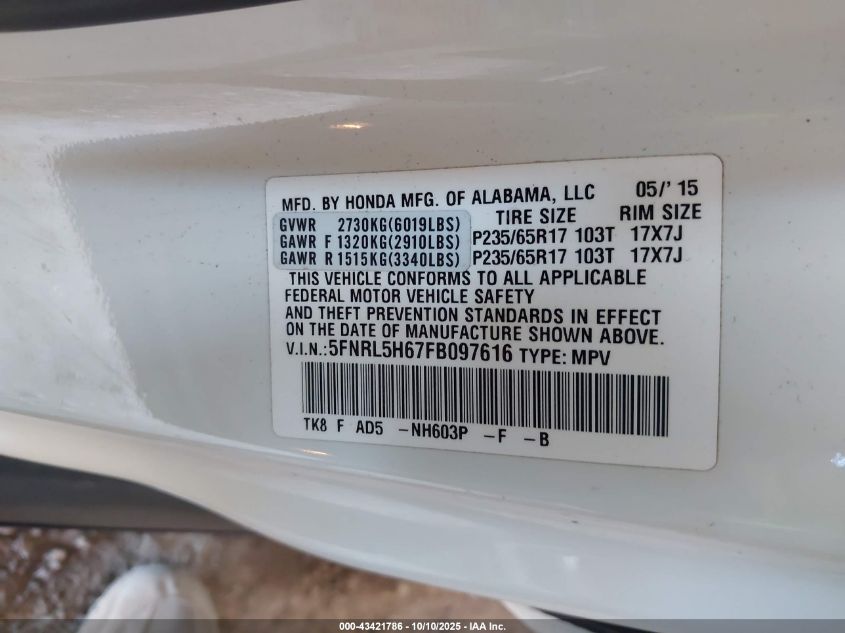 MFD. BY HONDA MFG. OF ALABAMA, LLC 05/' 15
GVWR 2730KG(6019LBS) TIRE SIZE RIM SIZE
GAWR F 1320KG(2910LBS) P235/65R17 103T 17X7J
GAWR R 1515KG(3340LBS) P235/65R17 103T 17X7J
THIS VEHICLE CONFORMS TO ALL APPLICABLE
FEDERAL MOTOR VEHICLE SAFETY
AND THEFT PREVENTION STANDARDS IN EFFECT
ON THE DATE OF MANUFACTURE SHOWN ABOVE.
V.I.N.:5FNRL5H67FB097616 TYPE: MPV
TK8 F AD5 -NH603P -F -B
000-43421786 - 10/10/2025 - IAA Inc.